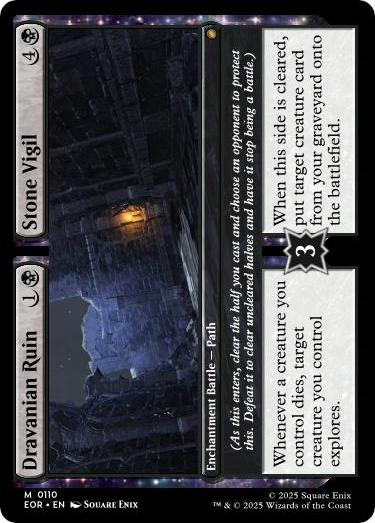 Dravanian Ruin 1
Stone Vigil 4
Enchantment Battle — Path
(As this enters, clear the half you cast and choose an opponent to protect
this. Defeat it to clear uncleared halves and have it stop being a battle.)
Whenever a creature you
control dies, target
creature you control
explores.
3
When this side is cleared,
put target creature card
from your graveyard onto
the battlefield.
M 0110
EOR • EN SQUARE ENIX
© 2025 Square Enix
™ & © 2025 Wizards of the Coast